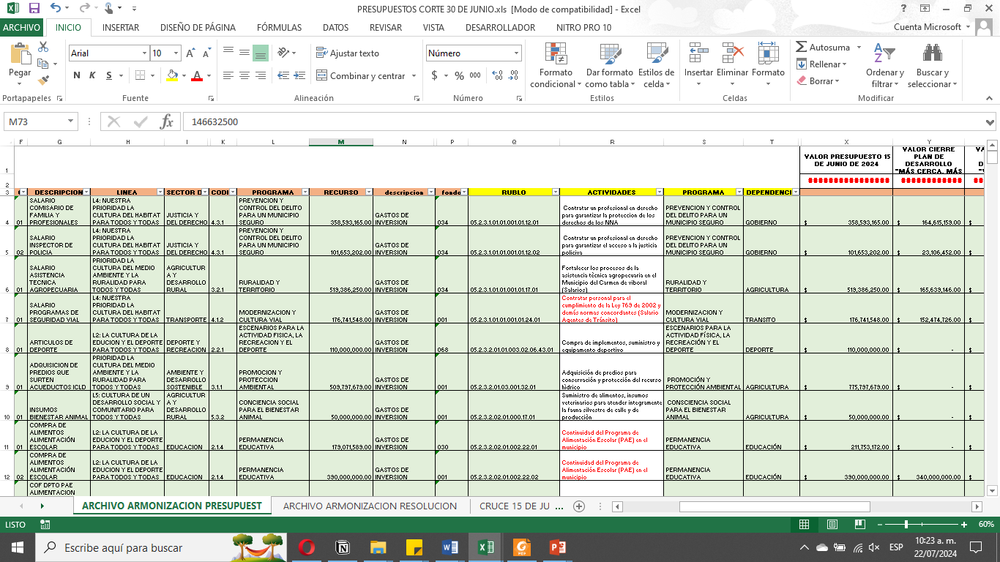 PRESUPUESTOS CORTE 30 DE JUNIO.xls [Modo de compatibilidad] - Excel
ARCHIVO INICIO INSERTAR DISEÑO DE PÁGINA FÓRMULAS DATOS REVISAR VISTA DESARROLLADOR NITRO PRO 10 Cuenta Microsoft
Pegar
Arial 10
N K S
Ajustar texto
Combinar y centrar
Número
$ % 000
Formato condicional
Dar formato como tabla
Estilos de celda
Insertar Eliminar Formato
Autosuma
Rellenar
Borrar
Ordenar y filtrar
Buscar y seleccionar
Portapapeles Fuente Alineación Número Estilos Celdas Modificar
M73 fx 146632500
F G H I K L M N P Q R S T X Y
1 VALOR PRESUPUESTO 15 DE JUNIO DE 2024 VALOR CIERRE PLAN DE DESARROLLO "MÁS CERCA, MÁS
2 ################ ############
3 DESCRIPCION LINEA SECTOR D CODI PROGRAMA RECURSO descripcion fondo RUBLO ACTIVIDADES PROGRAMA DEPENDENCI
4 01 SALARIO COMISARIO DE FAMILIA Y PROFESIONALES L4: NUESTRA PRIORIDAD LA CULTURA DEL HABITAT PARA TODOS Y TODAS JUSTICIA Y DEL DERECHO 4.3.1 PREVENCION Y CONTROL DEL DELITO PARA UN MUNICIPIO SEGURO 358,593,165.00 GASTOS DE INVERSION 034 05.2.3.1.01.01.001.01.12.01 Contratar un profesional en derecho para garantizar la proteccion de los derechos de los NNA PREVENCION Y CONTROL DEL DELITO PARA UN MUNICIPIO SEGURO GOBIERNO $ 358,593,165.00 $ 164,615,159.00 $
5 02 SALARIO INSPECTOR DE POLICIA L4: NUESTRA PRIORIDAD LA CULTURA DEL HABITAT PARA TODOS Y TODAS JUSTICIA Y DEL DERECHO 4.3.1 PREVENCION Y CONTROL DEL DELITO PARA UN MUNICIPIO SEGURO 101,653,202.00 GASTOS DE INVERSION 034 05.2.3.1.01.01.001.01.12.02 Contratar un profesional en derecho para garantizar el acceso a la justicia policiva PREVENCION Y CONTROL DEL DELITO PARA UN MUNICIPIO SEGURO GOBIERNO $ 101,653,202.00 $ 23,106,452.00 $
6 01 SALARIO ASISTENCIA TECNICA AGROPECUARIA PRIORIDAD LA CULTURA DEL MEDIO AMBIENTE Y LA RURALIDAD PARA TODOS Y TODAS AGRICULTUR A Y DESARROLLO RURAL 3.2.1 RURALIDAD Y TERRITORIO 519,386,250.00 GASTOS DE INVERSION 034 05.2.3.1.01.01.001.01.17.01 Fortalecer los procesos de la asistencia técnica agropecuaria en el Municipio del Carmen de viboral (Salarios) RURALIDAD Y TERRITORIO AGRICULTURA $ 519,386,250.00 $ 165,639,146.00 $
7 01 SALARIO PROGRAMAS DE SEGURIDAD VIAL L4: NUESTRA PRIORIDAD LA CULTURA DEL HABITAT PARA TODOS Y TODAS TRANSPORTE 4.1.2 MODERNIZACION Y CULTURA VIAL 176,741,548.00 GASTOS DE INVERSION 001 05.2.3.1.01.01.001.01.24.01 Contratar personal para el cumplimiento de la Ley 769 de 2002 y demás normas concordantes (Salario Agentes de Tránsito) MODERNIZACION Y CULTURA VIAL TRANSITO $ 176,741,548.00 $ 152,474,726.00 $
8 01 ARTICULOS DE DEPORTE L2: LA CULTURA DE LA EDUCION Y EL DEPORTE PARA TODOS Y TODAS DEPORTE Y RECREACION 2.2.1 ESCENARIOS PARA LA ACTIVIDAD FISICA, LA RECREACION Y EL DEPORTE 110,000,000.00 GASTOS DE INVERSION 068 05.2.3.2.01.01.003.02.06.43.01 Compra de implementos, suministro y equipamento deportivo ESCENARIOS PARA LA ACTIVIDAD FÍSICA, LA RECREACIÓN Y EL DEPORTE DEPORTE $ 110,000,000.00 $ - $
9 01 ADQUISICION DE PREDIOS QUE SURTEN ACUEDUCTOS ICLD PRIORIDAD LA CULTURA DEL MEDIO AMBIENTE Y LA RURALIDAD PARA TODOS Y TODAS AMBIENTE Y DESARROLLO SOSTENIBLE 3.1.1 PROMOCION Y PROTECCION AMBIENTAL 509,797,679.00 GASTOS DE INVERSION 001 05.2.3.2.01.03.001.32.01 Adquisición de predios para conservación y protección del recurso hídrico PROMOCIÓN Y PROTECCIÓN AMBIENTAL AGRICULTURA $ 775,797,679.00 $ - $
10 01 INSUMOS BIENESTAR ANIMAL L5: CULTURA DE UN DESARROLLO SOCIAL Y COMUNITARIO PARA TODOS Y TODAS AGRICULTUR A Y DESARROLLO RURAL 5.3.2 CONCIENCIA SOCIAL PARA EL BIENESTAR ANIMAL 50,000,000.00 GASTOS DE INVERSION 001 05.2.3.2.02.01.000.17.01 Suministro de alimentos, insumos veterinarios para atender integramente la fauna silvestre de calle y de producción CONSCIENCIA SOCIAL PARA EL BIENESTAR ANIMAL AGRICULTURA $ 50,000,000.00 $ - $
11 01 COMPRA DE ALIMENTOS ALIMENTACIÓN ESCOLAR L2: LA CULTURA DE LA EDUCION Y EL DEPORTE PARA TODOS Y TODAS EDUCACION 2.1.4 PERMANENCIA EDUCATIVA 179,071,589.00 GASTOS DE INVERSION 030 05.2.3.2.02.01.002.22.01 Continuidad del Programa de Alimentación Escolar (PAE) en el municipio PERMANENCIA EDUCATIVA EDUCACIÓN $ 211,753,172.00 $ - $
12 02 COMPRA DE ALIMENTOS ALIMENTACIÓN ESCOLAR L2: LA CULTURA DE LA EDUCION Y EL DEPORTE PARA TODOS Y TODAS EDUCACION 2.1.4 PERMANENCIA EDUCATIVA 390,000,000.00 GASTOS DE INVERSION 001 05.2.3.2.02.01.002.22.02 Continuidad del Programa de Alimentación Escolar (PAE) en el municipio PERMANENCIA EDUCATIVA EDUCACIÓN $ 390,000,000.00 $ 340,000,000.00 $
COF DPTO PAE ALIMENTACION
ARCHIVO ARMONIZACION PRESUPUEST ARCHIVO ARMONIZACION RESOLUCION CRUCE 15 DE JU ...
LISTO 60%
Escribe aquí para buscar
ESP 10:23 a. m.
22/07/2024